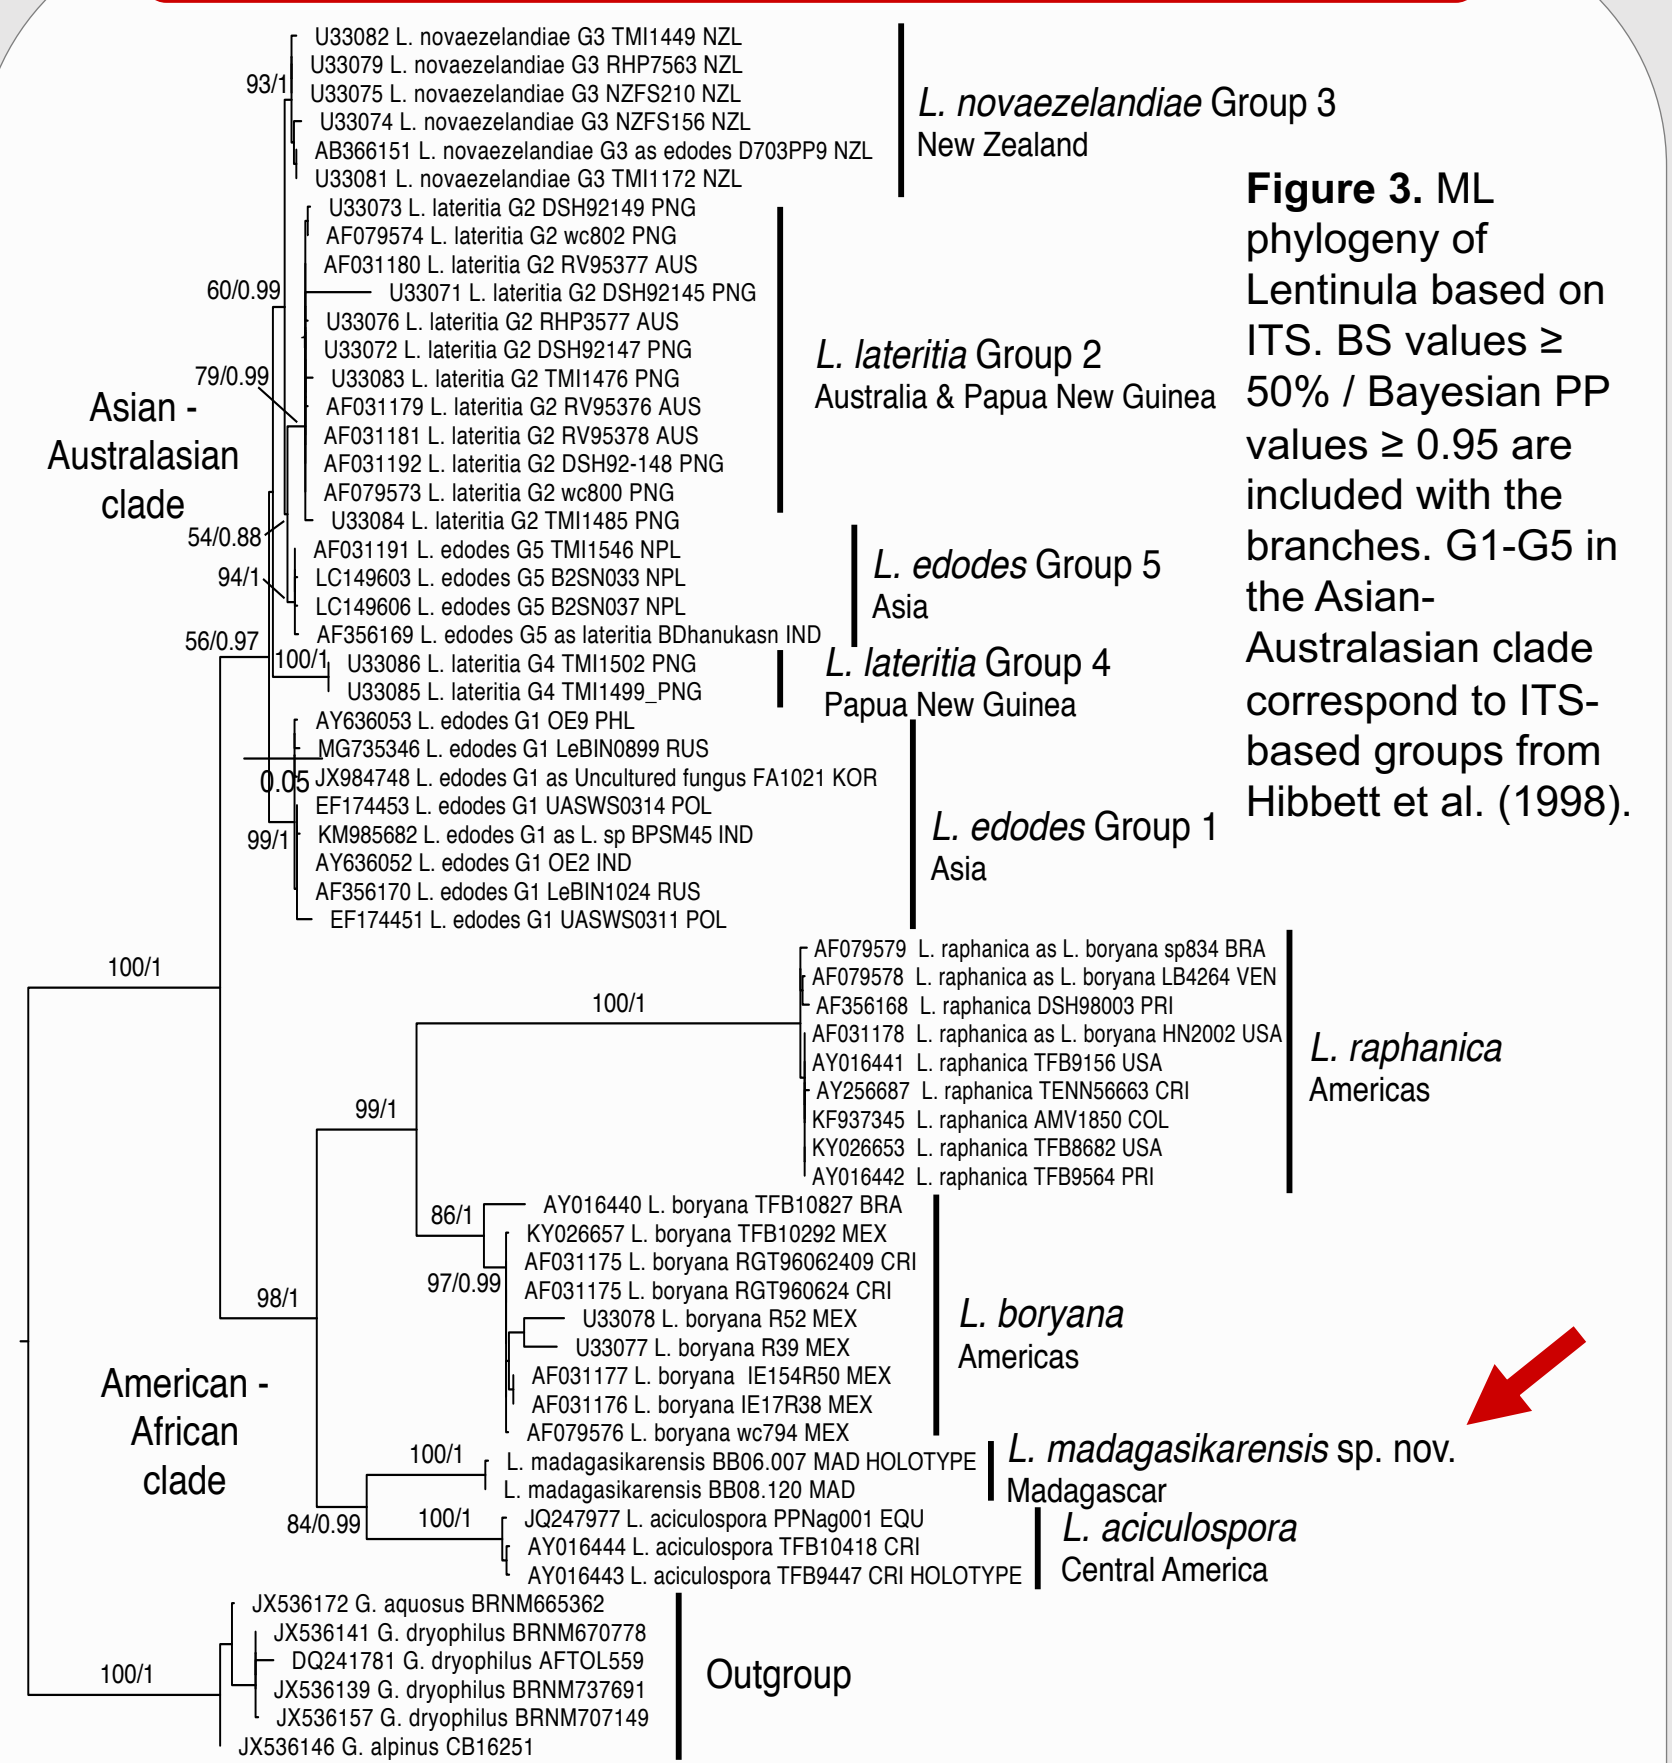 U33082 L. novaezelandiae G3 TMI1449 NZL
U33079 L. novaezelandiae G3 RHP7563 NZL
93/1
U33075 L. novaezelandiae G3 NZFS210 NZL
U33074 L. novaezelandiae G3 NZFS156 NZL
AB366151 L. novaezelandiae G3 as edodes D703PP9 NZL
U33081 L. novaezelandiae G3 TMI1172 NZL
L. novaezelandiae Group 3
New Zealand
U33073 L. lateritia G2 DSH92149 PNG
AF079574 L. lateritia G2 wc802 PNG
AF031180 L. lateritia G2 RV95377 AUS
60/0.99
U33071 L. lateritia G2 DSH92145 PNG
U33076 L. lateritia G2 RHP3577 AUS
U33072 L. lateritia G2 DSH92147 PNG
79/0.99
U33083 L. lateritia G2 TMI1476 PNG
AF031179 L. lateritia G2 RV95376 AUS
AF031181 L. lateritia G2 RV95378 AUS
AF031192 L. lateritia G2 DSH92-148 PNG
AF079573 L. lateritia G2 wc800 PNG
U33084 L. lateritia G2 TMI1485 PNG
L. lateritia Group 2
Australia & Papua New Guinea
Asian -
Australasian
clade
54/0.88
AF031191 L. edodes G5 TMI1546 NPL
94/1
LC149603 L. edodes G5 B2SN033 NPL
LC149606 L. edodes G5 B2SN037 NPL
AF356169 L. edodes G5 as lateritia BDhanukasn IND
L. edodes Group 5
Asia
56/0.97
100/1
U33086 L. lateritia G4 TMI1502 PNG
U33085 L. lateritia G4 TMI1499_PNG
L. lateritia Group 4
Papua New Guinea
AY636053 L. edodes G1 OE9 PHL
MG735346 L. edodes G1 LeBIN0899 RUS
0.05
JX984748 L. edodes G1 as Uncultured fungus FA1021 KOR
EF174453 L. edodes G1 UASWS0314 POL
99/1
KM985682 L. edodes G1 as L. sp BPSM45 IND
AY636052 L. edodes G1 OE2 IND
AF356170 L. edodes G1 LeBIN1024 RUS
EF174451 L. edodes G1 UASWS0311 POL
L. edodes Group 1
Asia
Figure 3. ML
phylogeny of
Lentinula based on
ITS. BS values ≥
50% / Bayesian PP
values ≥ 0.95 are
included with the
branches. G1-G5 in
the Asian-
Australasian clade
correspond to ITS-
based groups from
Hibbett et al. (1998).
100/1
100/1
AF079579 L. raphanica as L. boryana sp834 BRA
AF079578 L. raphanica as L. boryana LB4264 VEN
AF356168 L. raphanica DSH98003 PRI
AF031178 L. raphanica as L. boryana HN2002 USA
AY016441 L. raphanica TFB9156 USA
AY256687 L. raphanica TENN56663 CRI
KF937345 L. raphanica AMV1850 COL
KY026653 L. raphanica TFB8682 USA
AY016442 L. raphanica TFB9564 PRI
L. raphanica
Americas
99/1
86/1
AY016440 L. boryana TFB10827 BRA
KY026657 L. boryana TFB10292 MEX
AF031175 L. boryana RGT96062409 CRI
97/0.99
AF031175 L. boryana RGT960624 CRI
U33078 L. boryana R52 MEX
U33077 L. boryana R39 MEX
AF031177 L. boryana IE154R50 MEX
AF031176 L. boryana IE17R38 MEX
AF079576 L. boryana wc794 MEX
L. boryana
Americas
98/1
American -
African
clade
100/1
L. madagasikarensis BB06.007 MAD HOLOTYPE
L. madagasikarensis BB08.120 MAD
L. madagasikarensis sp. nov.
Madagascar
84/0.99
100/1
JQ247977 L. aciculospora PPNag001 EQU
AY016444 L. aciculospora TFB10418 CRI
AY016443 L. aciculospora TFB9447 CRI HOLOTYPE
L. aciculospora
Central America
JX536172 G. aquosus BRNM665362
JX536141 G. dryophilus BRNM670778
DQ241781 G. dryophilus AFTOL559
100/1
JX536139 G. dryophilus BRNM737691
JX536157 G. dryophilus BRNM707149
JX536146 G. alpinus CB16251
Outgroup